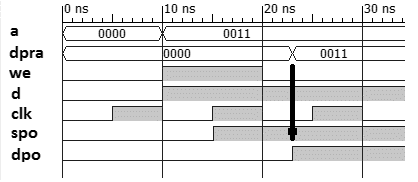 0 ns 10 ns 20 ns 30 ns
a 0000 0011
dpra 0000 0011
we
d
clk
spo
dpo